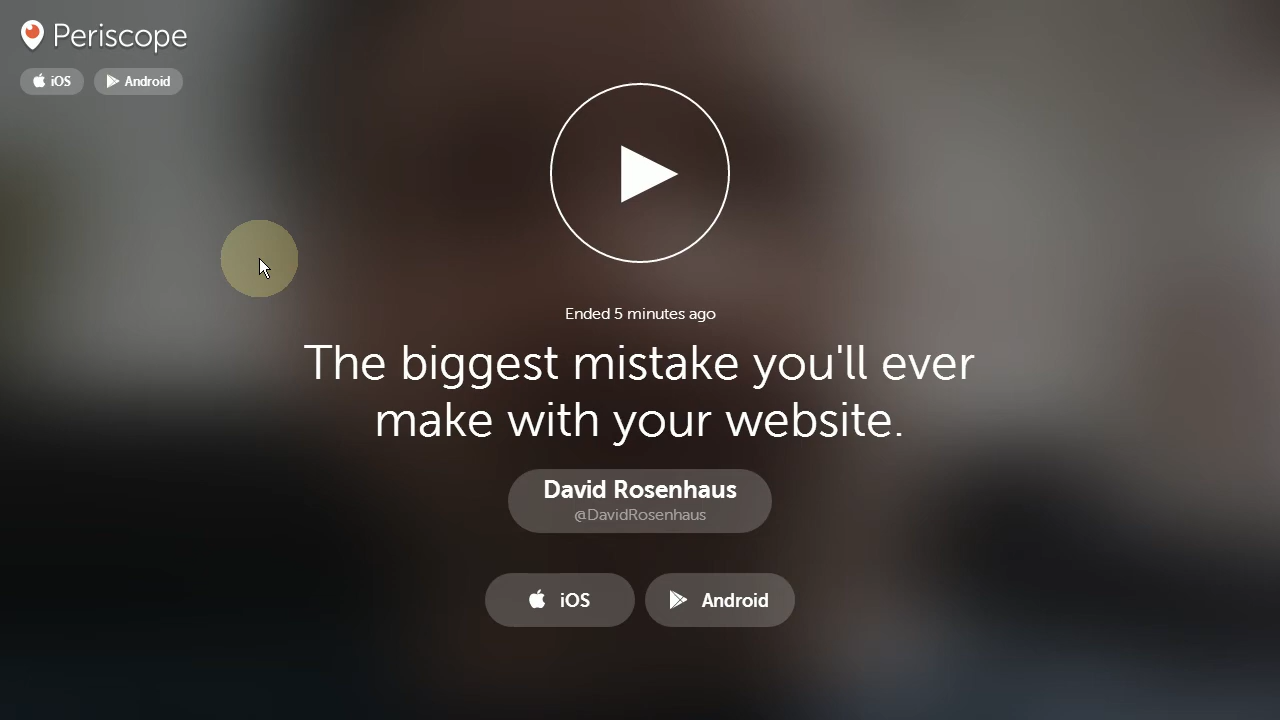 Periscope
iOS
Android
Ended 5 minutes ago
The biggest mistake you'll ever
make with your website.
David Rosenhaus
@DavidRosenhaus
iOS
Android